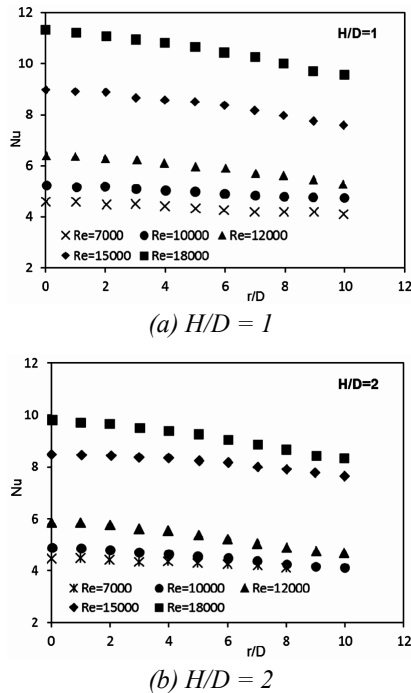 12
H/D=1
10
8
Nu
6
4
× Re=7000 ● Re=10000 ▲ Re=12000
◆ Re=15000 ■ Re=18000
2
0 2 4 6 8 10 12
r/D
(a) H/D = 1
12
H/D=2
10
8
Nu
6
4
Re=7000 ● Re=10000 ▲ Re=12000
◆ Re=15000 ■ Re=18000
2
0 2 4 6 8 10 12
r/D
(b) H/D = 2